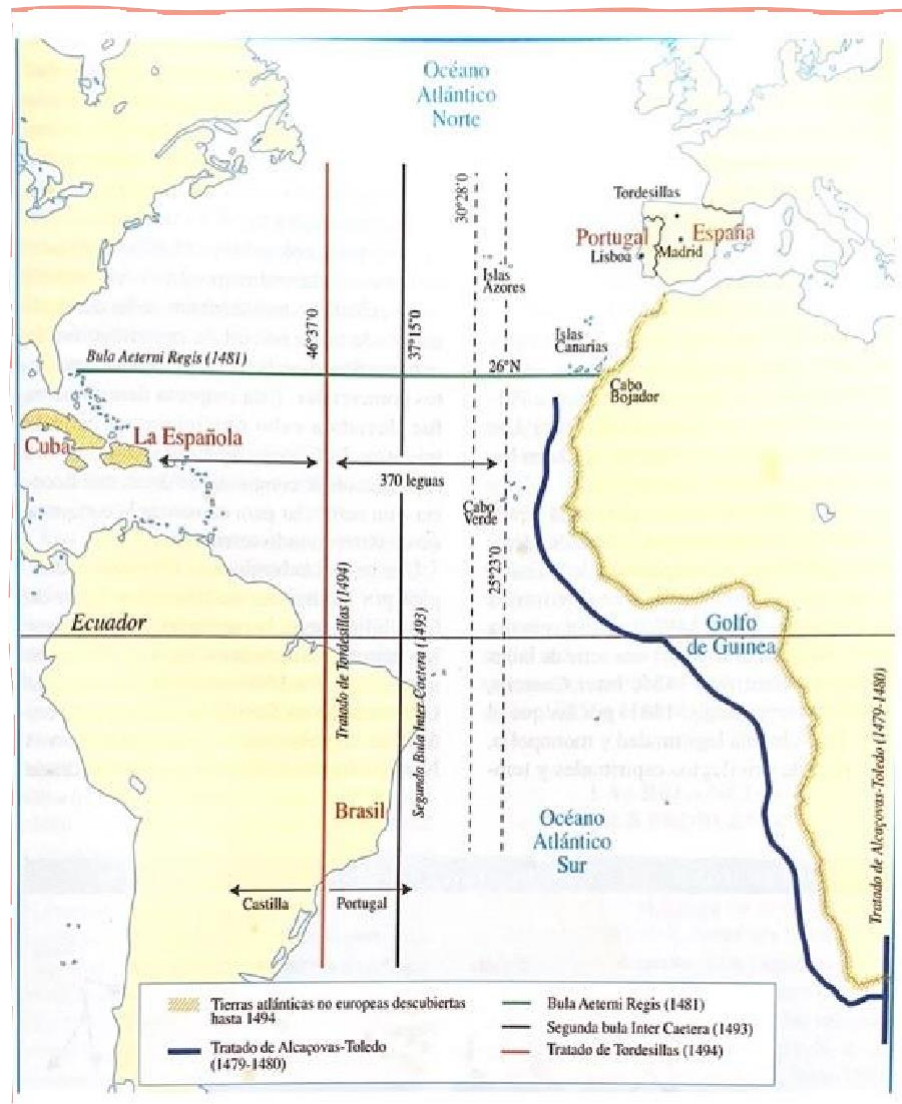 Océano
Atlántico
Norte
30°28'0
Tordesillas
Portugal
España
Lisboa
Madrid
Islas
Azores
46°37'0
37°15'0
Islas
Canarias
Bula Aeterni Regis (1481)
26°N
Cabo
Bojador
Cuba
La Española
370 leguas
Cabo
Verde
25°23'0
Tratado de Tordesillas (1494)
Segunda Bula Inter-Caetera (1493)
Ecuador
Golfo
de Guinea
Tratado de Alcaçovas-Toledo (1479-1480)
Brasil
Océano
Atlántico
Sur
Castilla
Portugal
Tierras atlánticas no europeas descubiertas
hasta 1494
Tratado de Alcaçovas-Toledo
(1479-1480)
Bula Aeterni Regis (1481)
Segunda bula Inter Caetera (1493)
Tratado de Tordesillas (1494)